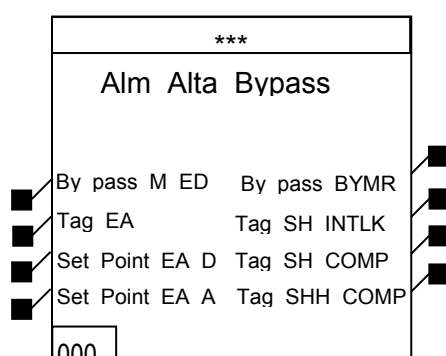 ***
Alm Alta Bypass
By pass M ED By pass BYMR
Tag EA Tag SH INTLK
Set Point EA D Tag SH COMP
Set Point EA A Tag SHH COMP
000